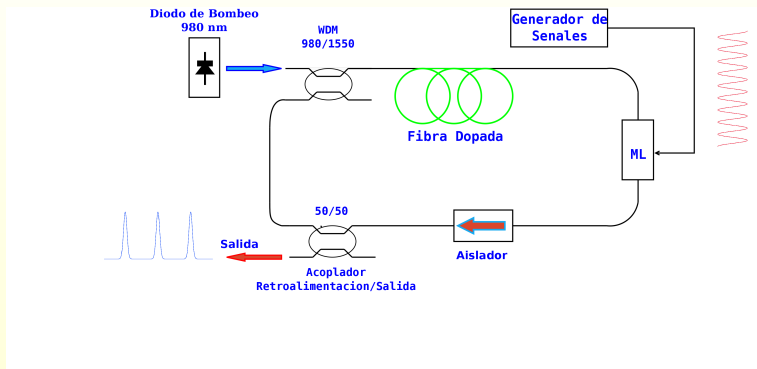 Diodo de Bombeo
980 nm
WDM
980/1550
Generador de
Senales
Fibra Dopada
ML
50/50
Salida
Aislador
Acoplador
Retroalimentacion/Salida